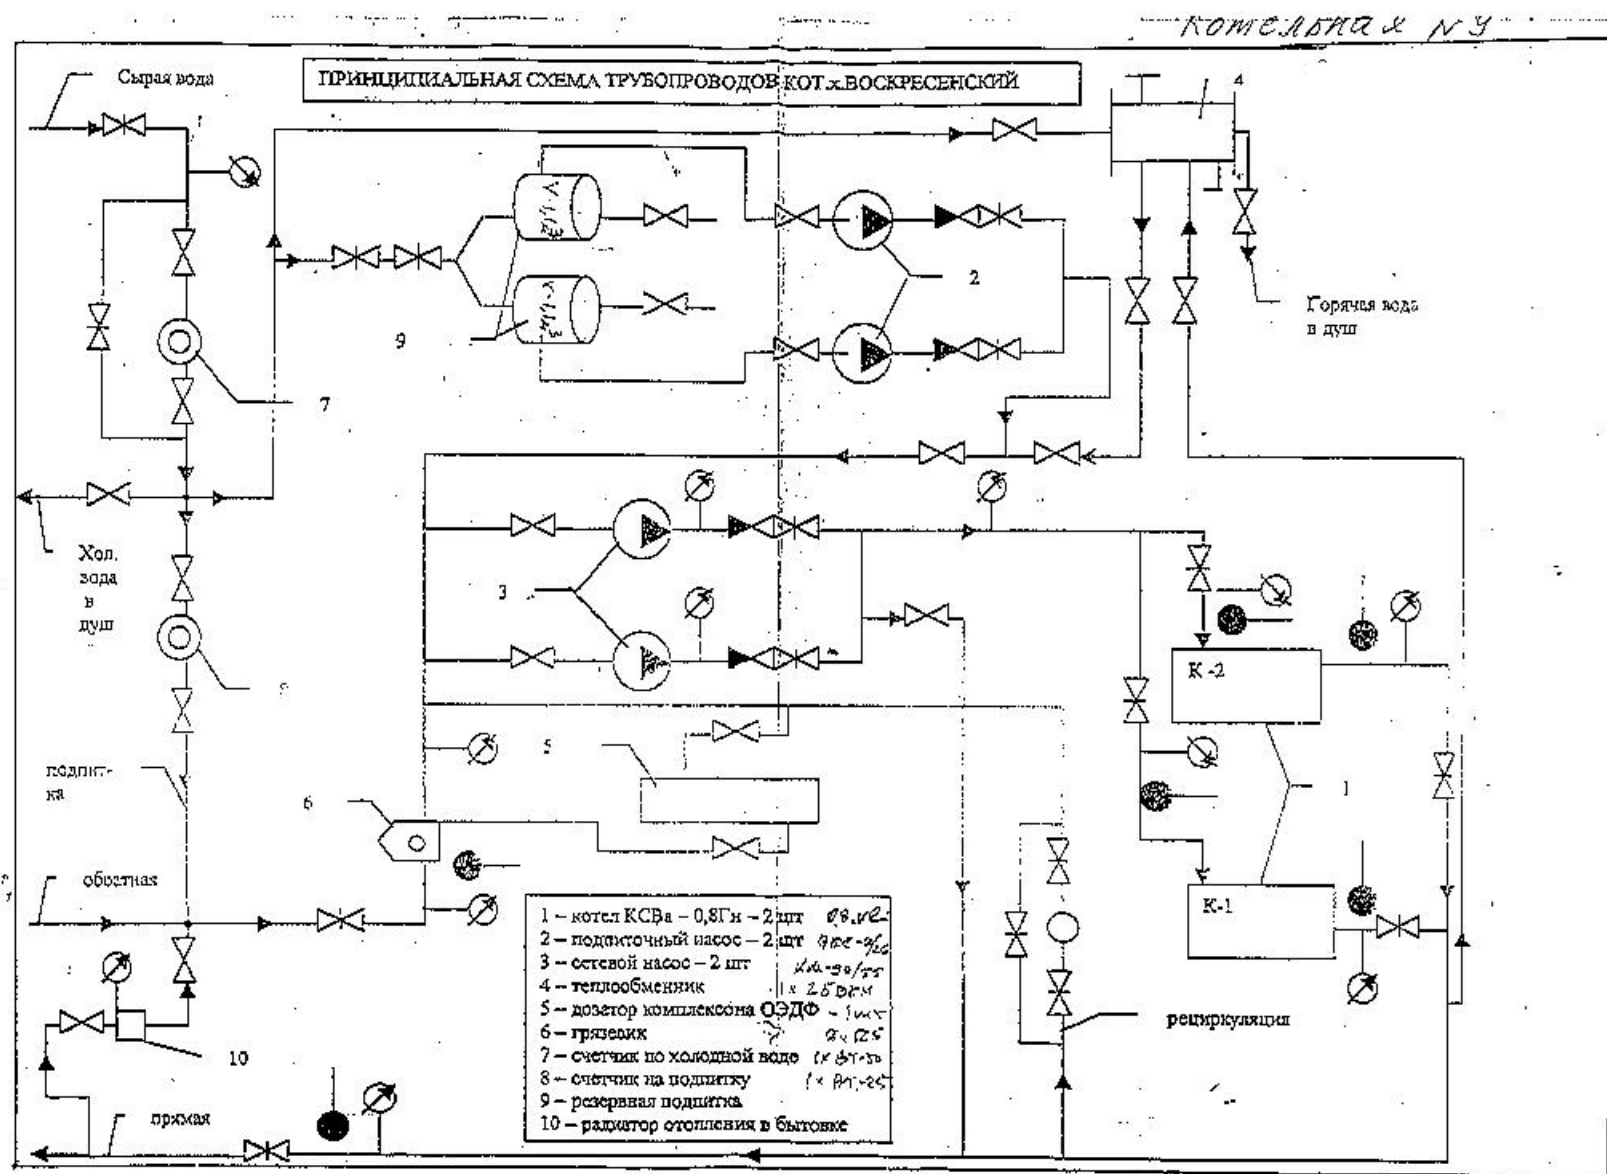 Котельная №
ПРИНЦИПИАЛЬНАЯ СХЕМА ТРУБОПРОВОДОВ КОТ.х.ВОСКРЕСЕНСКИЙ
Сырая вода
4
2
9
7
Горячая вода
в душ
Хол.
вода
в
душ
3
К-2
подпит-
ка
5
6
1
обратная
К-1
1 – котел КСВа – 0,8Гн – 2 шт
2 – подпиточный насос – 2 шт
3 – сетевой насос – 2 шт
4 – теплообменник
5 – дозатор комплексона ОЭДФ
6 – грязевик
7 – счетчик по холодной воде
8 – счетчик на подпитку
9 – резервная подпитка
10 – радиатор отопления в бытовке
рециркуляция
10
прямая